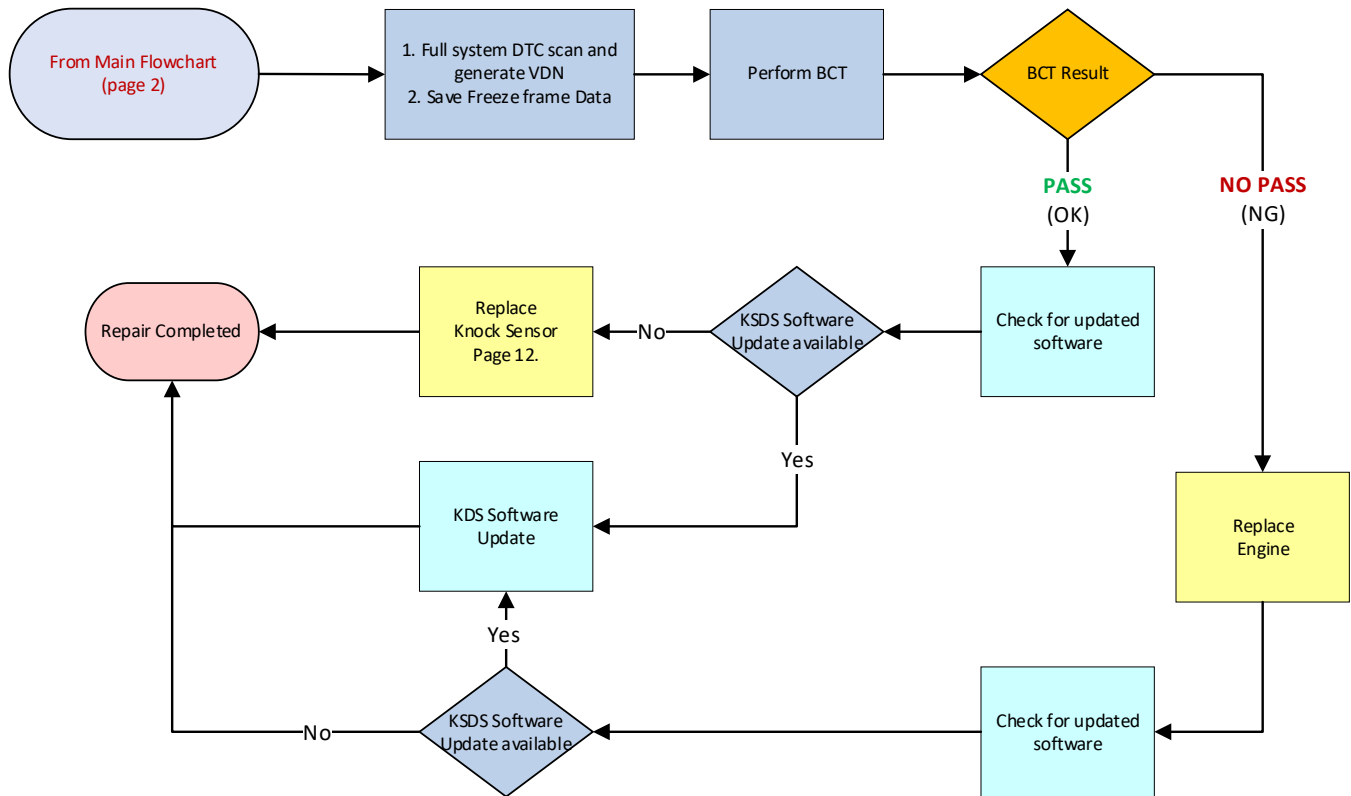 From Main Flowchart
(page 2)
1. Full system DTC scan and
generate VDN
2. Save Freeze frame Data
Perform BCT
BCT Result
PASS
(OK)
NO PASS
(NG)
Repair Completed
Replace
Knock Sensor
Page 12.
No
KSDS Software
Update available
Check for updated
software
Yes
KDS Software
Update
Replace
Engine
Yes
No
KSDS Software
Update available
Check for updated
software